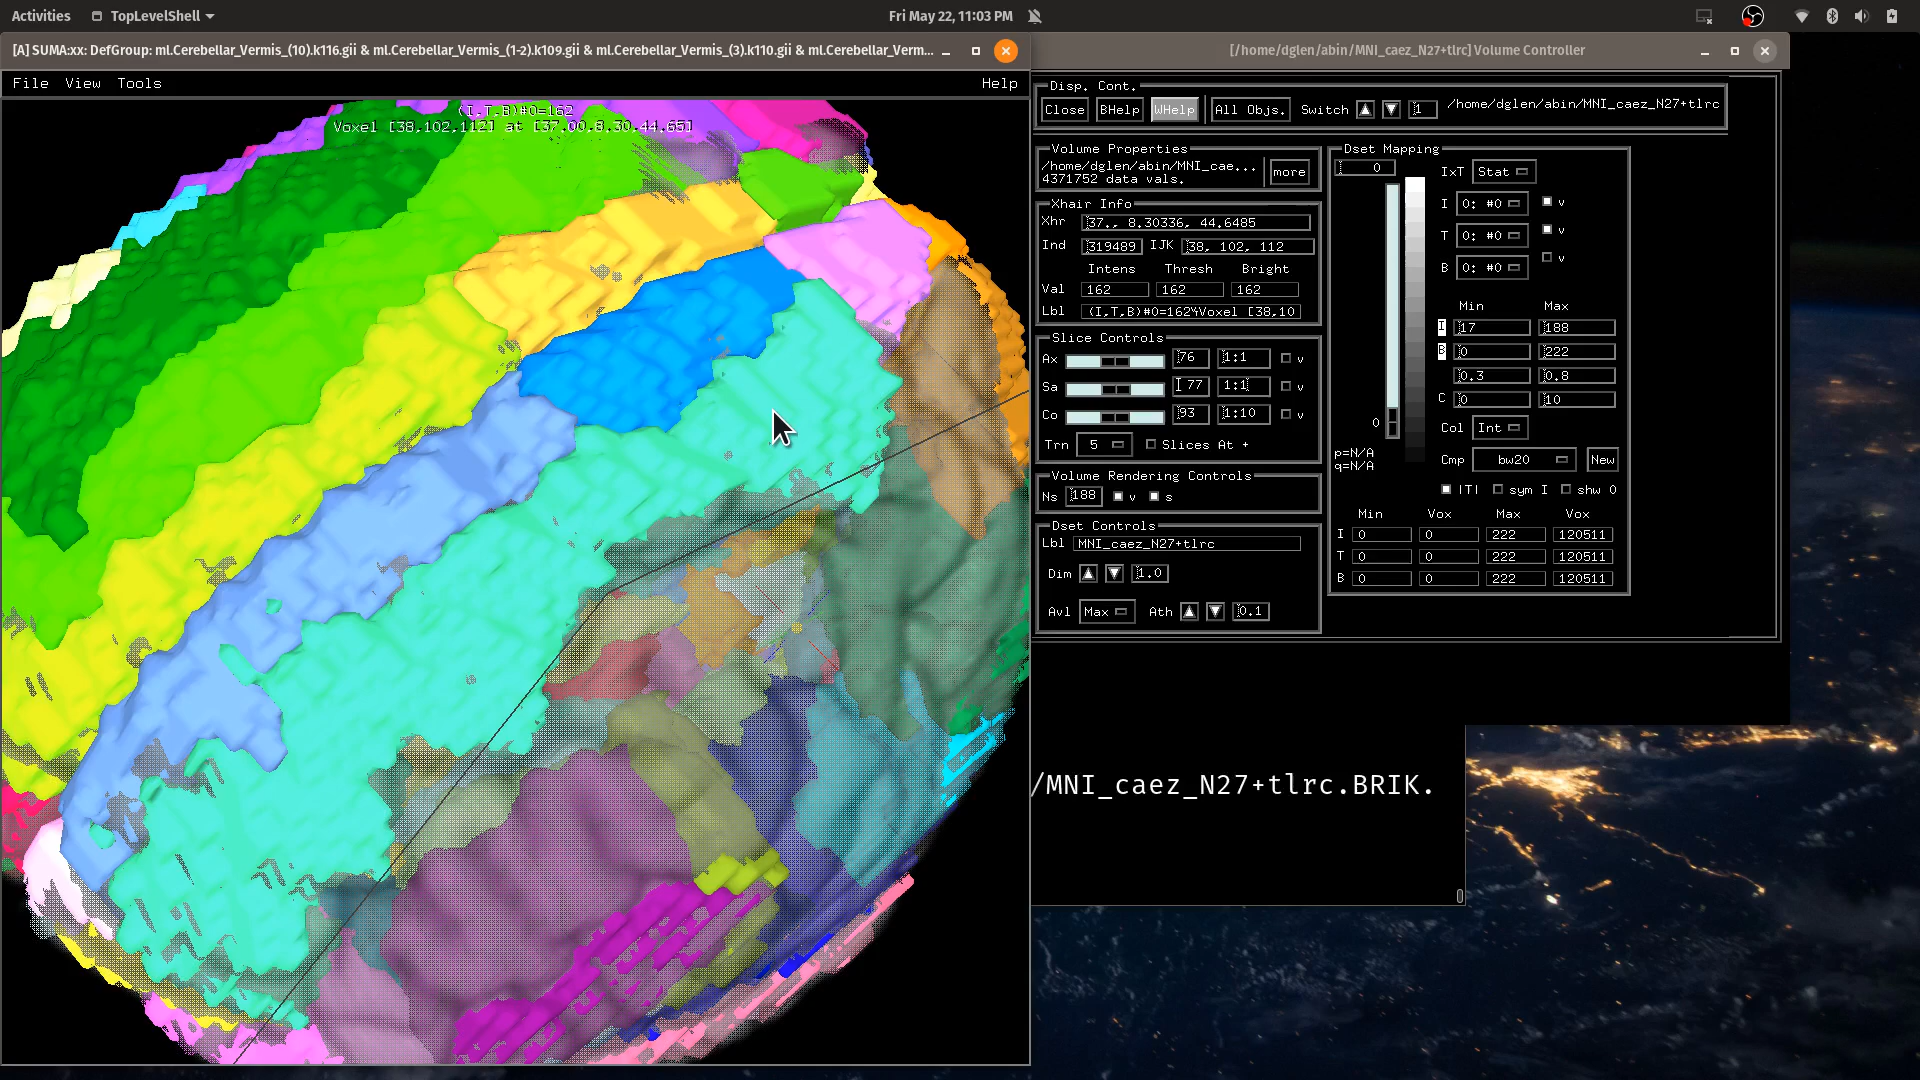 Activities TopLevelShell Fri May 22, 11:03 PM
[A] SUMA:xx: DefGroup: ml.Cerebellar_Vermis_(10).k116.gii & ml.Cerebellar_Vermis_(1-2).k109.gii & ml.Cerebellar_Vermis_(3).k110.gii & ml.Cerebellar_Verm...
File View Tools Help
(I,T,B)#0=162
Voxel [38,102,112] at [37.00,8.30,44.65]
[/home/dglen/abin/MNI_caez_N27+tlrc] Volume Controller
Disp. Cont.
Close BHelp WHelp All Objs. Switch 1 /home/dglen/abin/MNI_caez_N27+tlrc
Volume Properties
/home/dglen/abin/MNI_cae...
4371752 data vals.
more
Xhair Info
Xhr 37., 8.30336, 44.6485
Ind 319489 IJK 38, 102, 112
Intens Thresh Bright
Val 162 162 162
Lbl (I,T,B)#0=162 Voxel [38,10
Slice Controls
Ax 76 1:1 v
Sa 77 1:1 v
Co 93 1:10 v
Trn 5 Slices At +
Volume Rendering Controls
Ns 188 v s
Dset Controls
Lbl MNI_caez_N27+tlrc
Dim 1.0
Avl Max Ath 0.1
Dset Mapping
0
IxT Stat
I 0: #0 v
T 0: #0 v
B 0: #0 v
Min Max
I 17 188
B 0 222
0.3 0.8
C 0 10
0
Col Int
p=N/A
q=N/A
Cmp bw20 New
|T| sym I shw 0
Min Vox Max Vox
I 0 0 222 120511
T 0 0 222 120511
B 0 0 222 120511
/MNI_caez_N27+tlrc.BRIK.